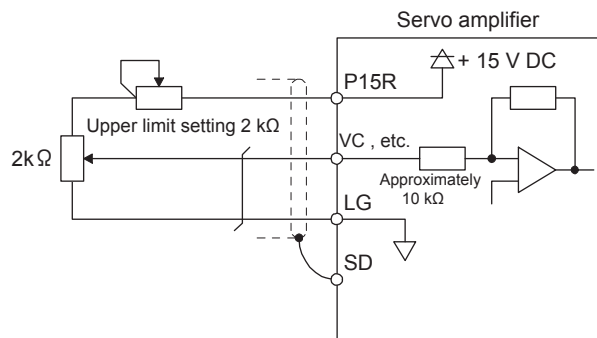 Servo amplifier
P15R
+ 15 V DC
Upper limit setting 2 kΩ
2kΩ
VC , etc.
Approximately
10 kΩ
LG
SD